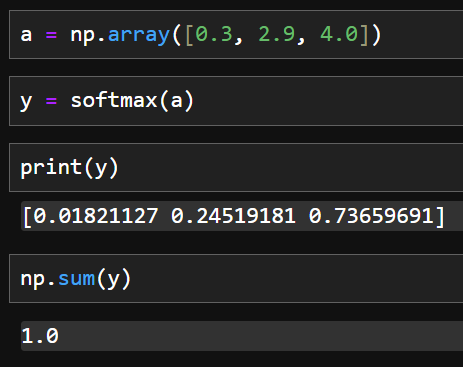 a = np.array([0.3, 2.9, 4.0])
y = softmax(a)
print(y)
[0.01821127 0.24519181 0.73659691]
np.sum(y)
1.0